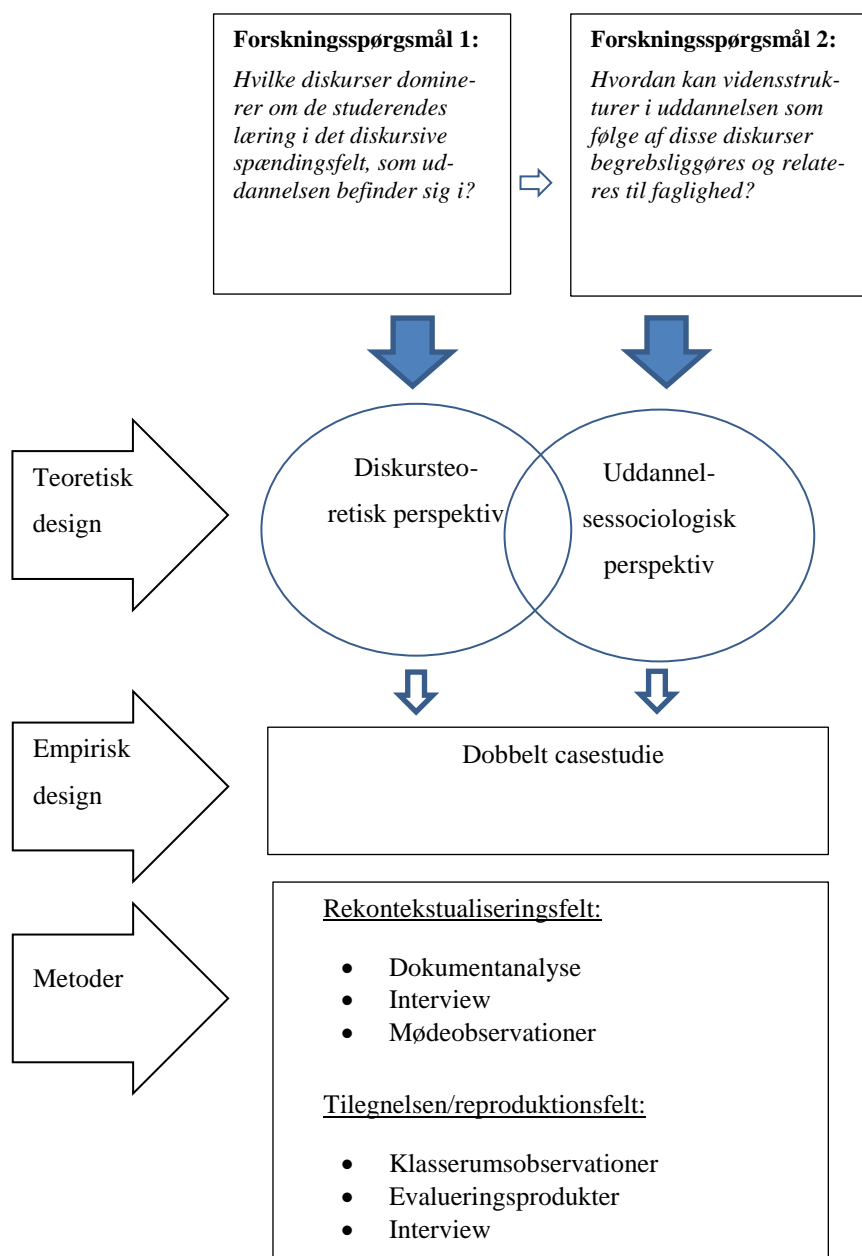 Forskningsspørgsmål 1:
Hvilke diskurser domine-
rer om de studerendes
læring i det diskursive
spændingsfelt, som ud-
dannelsen befinder sig i?
Forskningsspørgsmål 2:
Hvordan kan vidensstruk-
turer i uddannelsen som
følge af disse diskurser
begrebsliggøres og relate-
res til faglighed?
Teoretisk
design
Diskursteo-
retisk perspektiv
Uddannel-
sessociologisk
perspektiv
Empirisk
design
Dobbelt casestudie
Metoder
Rekontekstualiseringsfelt:
• Dokumentanalyse
• Interview
• Mødeobservationer
Tilegnelsen/reproduktionsfelt:
• Klasserumsobservationer
• Evalueringsprodukter
• Interview